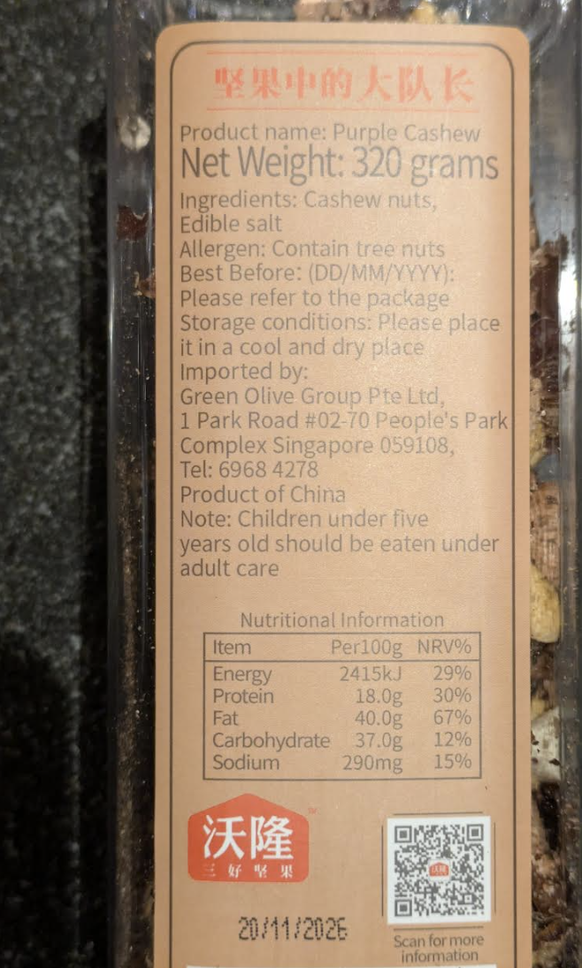 坚果中的大队长
Product name: Purple Cashew
Net Weight: 320 grams
Ingredients: Cashew nuts,
Edible salt
Allergen: Contain tree nuts
Best Before: (DD/MM/YYYY):
Please refer to the package
Storage conditions: Please place
it in a cool and dry place
Imported by:
Green Olive Group Pte Ltd,
1 Park Road #02-70 People's Park
Complex Singapore 059108,
Tel: 6968 4278
Product of China
Note: Children under five
years old should be eaten under
adult care
Nutritional Information
Item Per100g NRV%
Energy 2415kJ 29%
Protein 18.0g 30%
Fat 40.0g 67%
Carbohydrate 37.0g 12%
Sodium 290mg 15%
沃隆 TM
三好坚果
20/11/2026
Scan for more
information